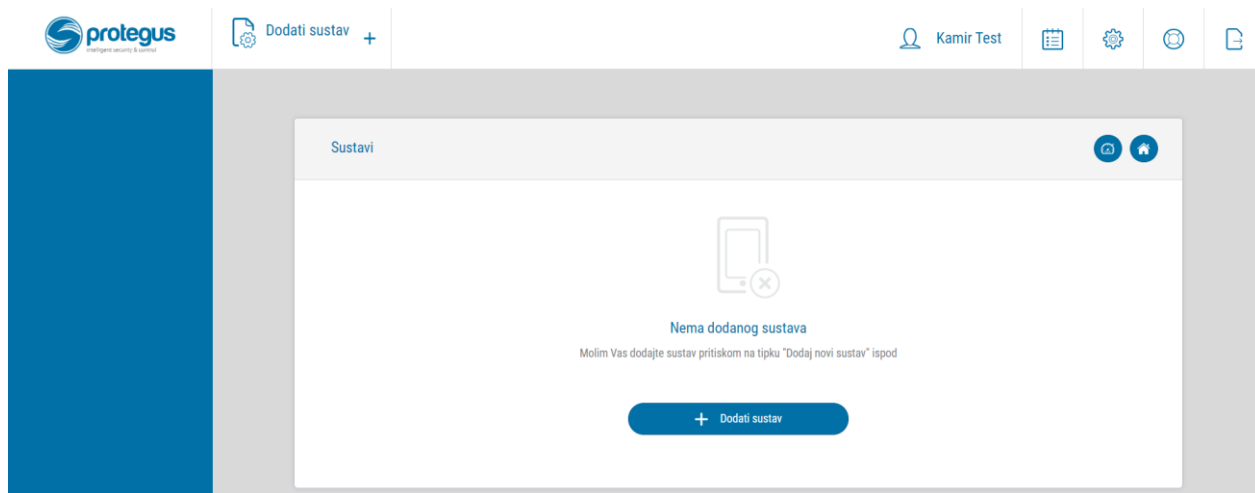 protegus
intelligent security & control
Dodati sustav +
Kamir Test
Sustavi
Nema dodanog sustava
Molim Vas dodajte sustav pritiskom na tipku "Dodaj novi sustav" ispod
+ Dodati sustav